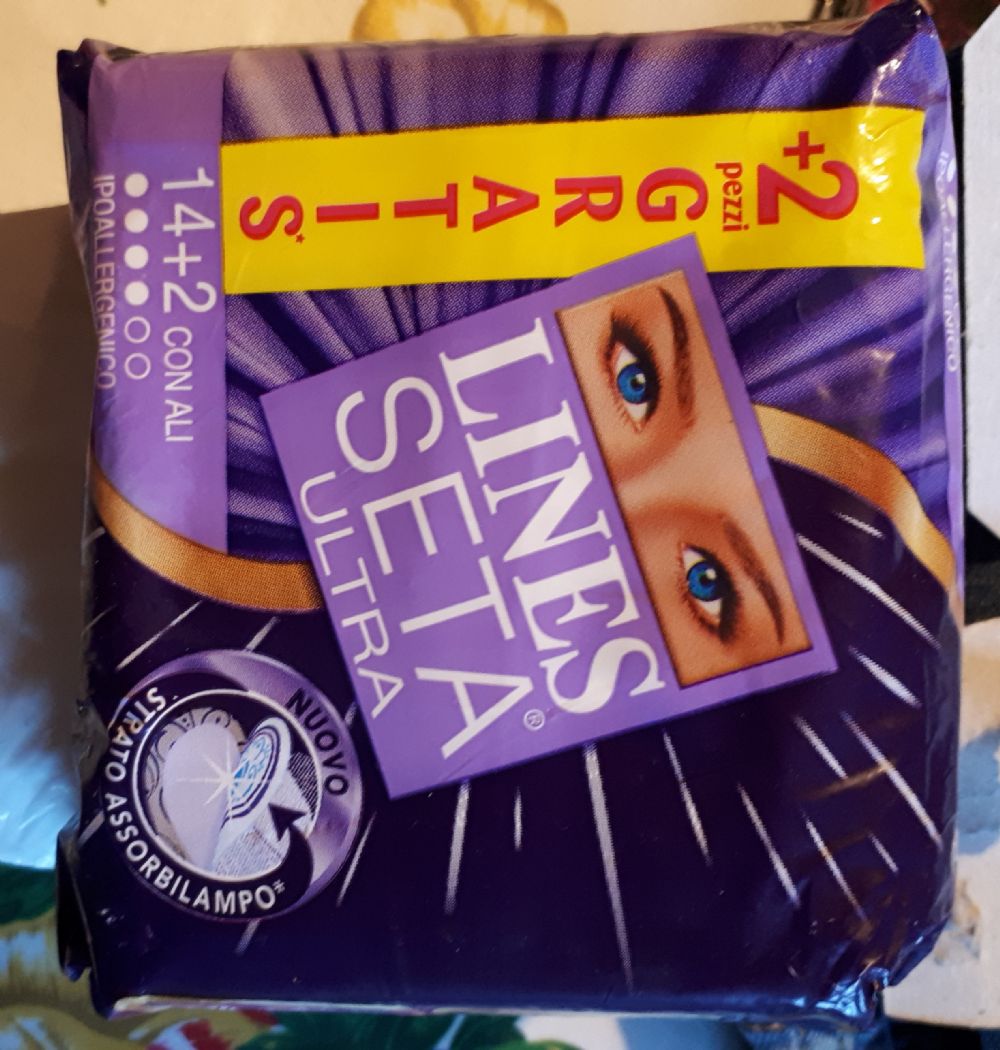 +2
pezzi
GRATIS*
LINES
SETA®
ULTRA
14+2 CON ALI
IPOALLERGENICO
NUOVO
STRATO ASSORBILAMPO